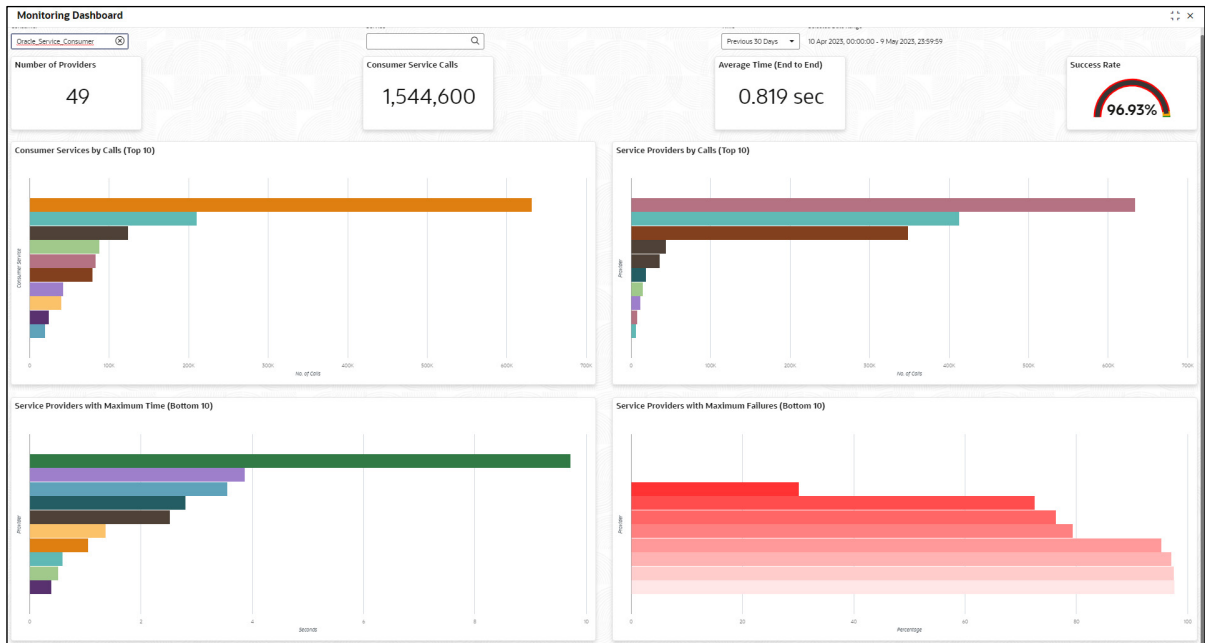 Monitoring Dashboard
Oracle_Service_Consumer
Previous 30 Days
10 Apr 2023, 00:00:00 - 9 May 2023, 23:59:59
Number of Providers
49
Consumer Service Calls
1,544,600
Average Time (End to End)
0.819 sec
Success Rate
96.93%
Consumer Services by Calls (Top 10)
Consumer Service
0 100K 200K 300K 400K 500K 600K 700K
No. of Calls
Service Providers by Calls (Top 10)
Provider
0 100K 200K 300K 400K 500K 600K 700K
No. of Calls
Service Providers with Maximum Time (Bottom 10)
Provider
0 2 4 6 8 10
Seconds
Service Providers with Maximum Failures (Bottom 10)
Provider
0 20 40 60 80 100
Percentage